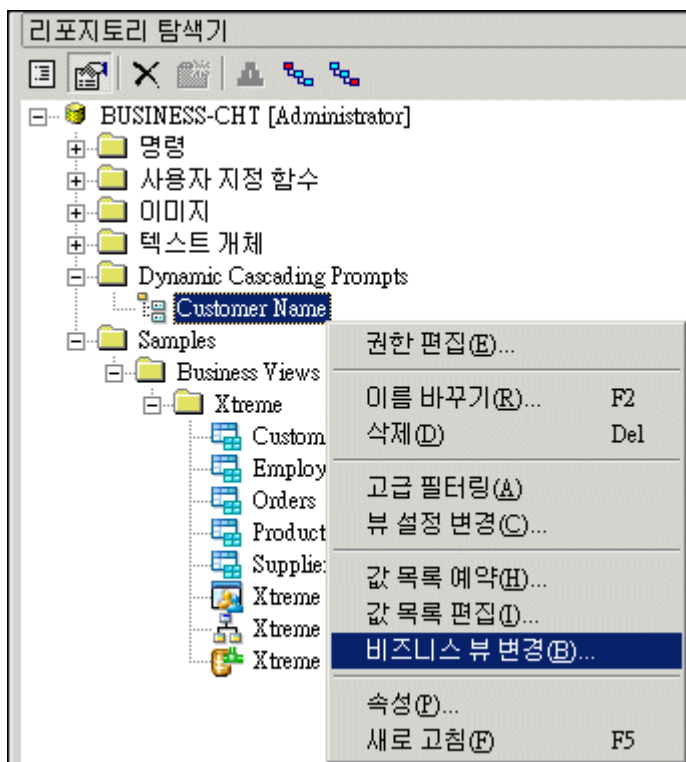 리포지토리 탐색기
BUSINESS-CHT [Administrator]
명령
사용자 지정 함수
이미지
텍스트 개체
Dynamic Cascading Prompts
Customer Name
Samples
Business Views
Xtreme
Custom
Employ
Orders
Product
Supplie
Xtreme
Xtreme
Xtreme
권한 편집(E)...
이름 바꾸기(R)... F2
삭제(D) Del
고급 필터링(A)
뷰 설정 변경(C)...
값 목록 예약(H)...
값 목록 편집(I)...
비즈니스 뷰 변경(B)...
속성(P)...
새로 고침(F) F5